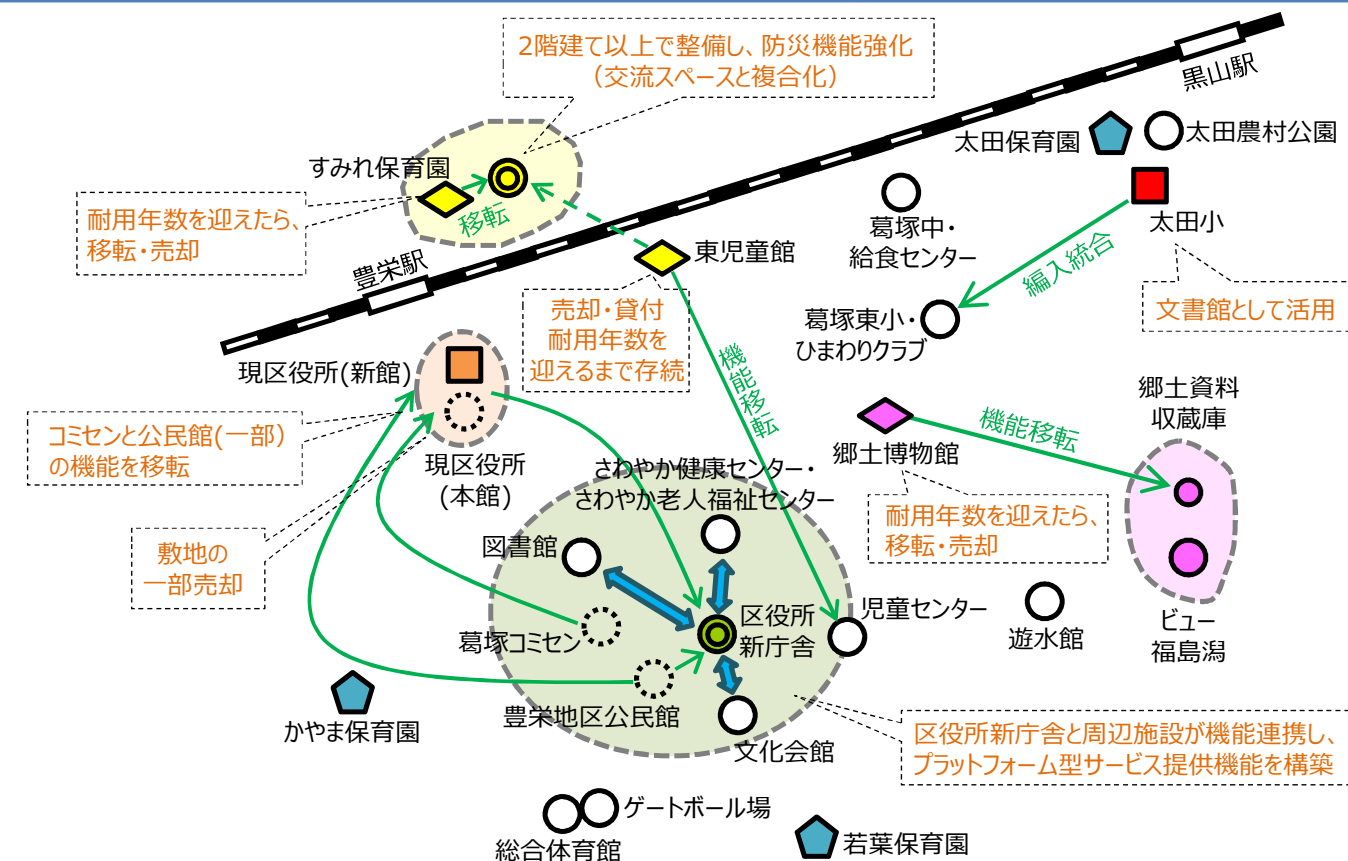 2階建て以上で整備し、防災機能強化
（交流スペースと複合化）
黒山駅
太田保育園
太田農村公園
すみれ保育園
移転
耐用年数を迎えたら、
移転・売却
葛塚中・
給食センター
太田小
編入統合
文書館として活用
豊栄駅
東児童館
売却・貸付
耐用年数を
迎えるまで存続
機能移転
葛塚東小・
ひまわりクラブ
現区役所(新館)
コミセンと公民館(一部)
の機能を移転
現区役所
(本館)
敷地の
一部売却
郷土博物館
機能移転
郷土資料
収蔵庫
耐用年数を迎えたら、
移転・売却
ビュー
福島潟
さわやか健康センター・
さわやか老人福祉センター
図書館
葛塚コミセン
区役所
新庁舎
児童センター
遊水館
豊栄地区公民館
文化会館
かやま保育園
区役所新庁舎と周辺施設が機能連携し、
プラットフォーム型サービス提供機能を構築
ゲートボール場
総合体育館
若葉保育園